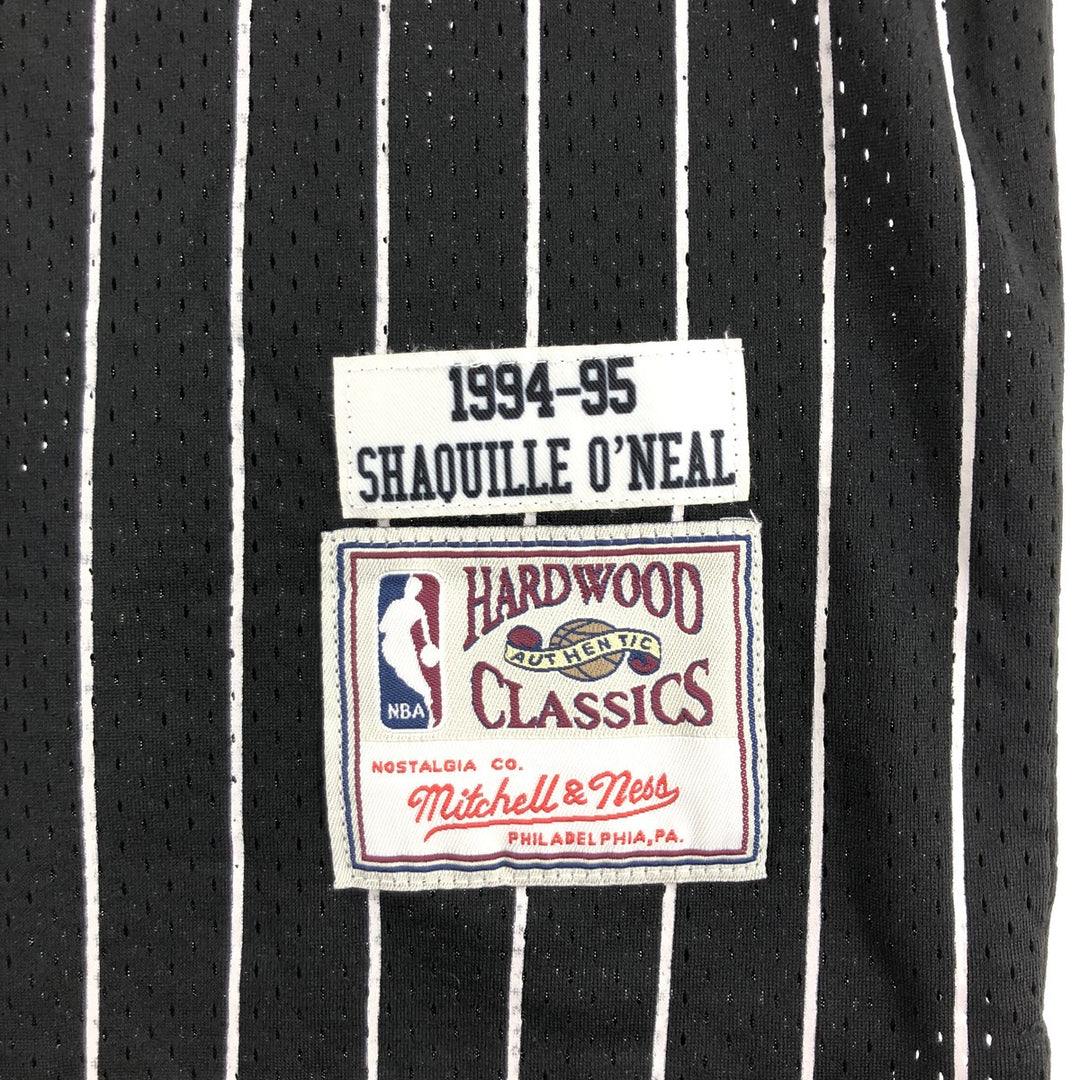 1994-95
SHAQUILLE O'NEAL
HARDWOOD
AUTHENTIC
CLASSICS
NBA
NOSTALGIA CO.
Mitchell & Ness
PHILADELPHIA, PA.